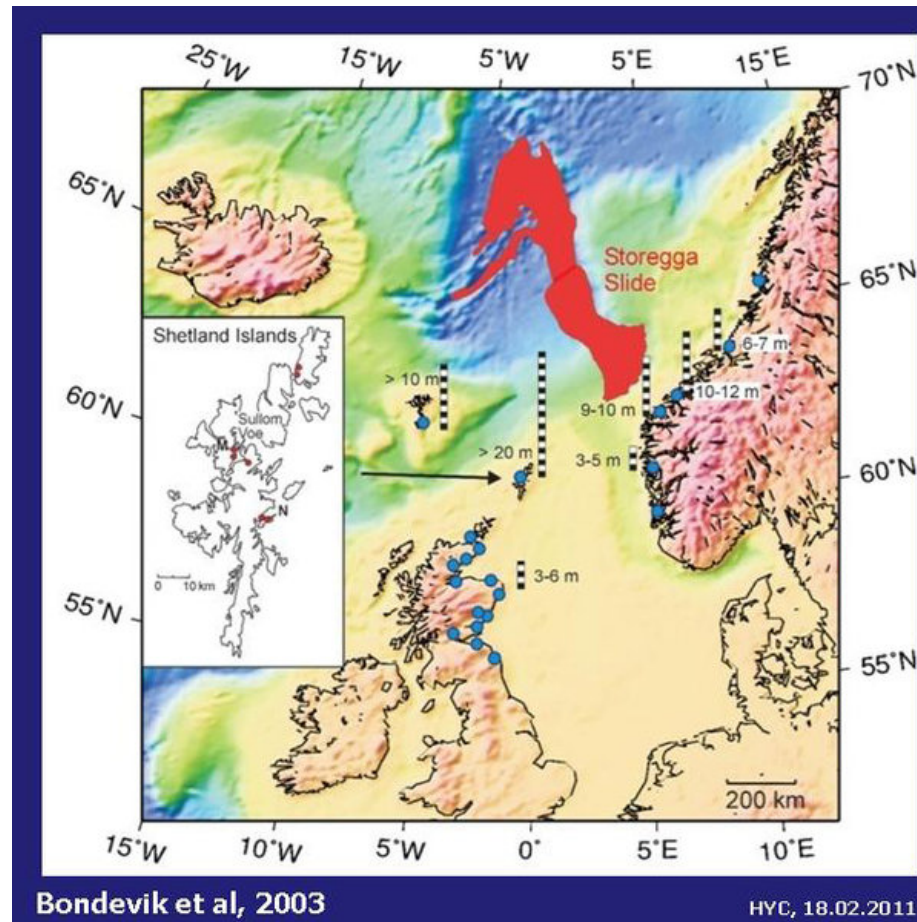 25°W
15°W
5°W
5°E
15°E
70°N
65°N
65°N
Storegga
Slide
Shetland Islands
6-7 m
> 10 m
60°N
10-12 m
Sullom
Voe
9-10 m
M
> 20 m
3-5 m
60°N
N
0 10 km
3-6 m
55°N
55°N
200 km
15°W
10°W
5°W
0°
5°E
10°E
Bondevik et al, 2003
HYC, 18.02.2011